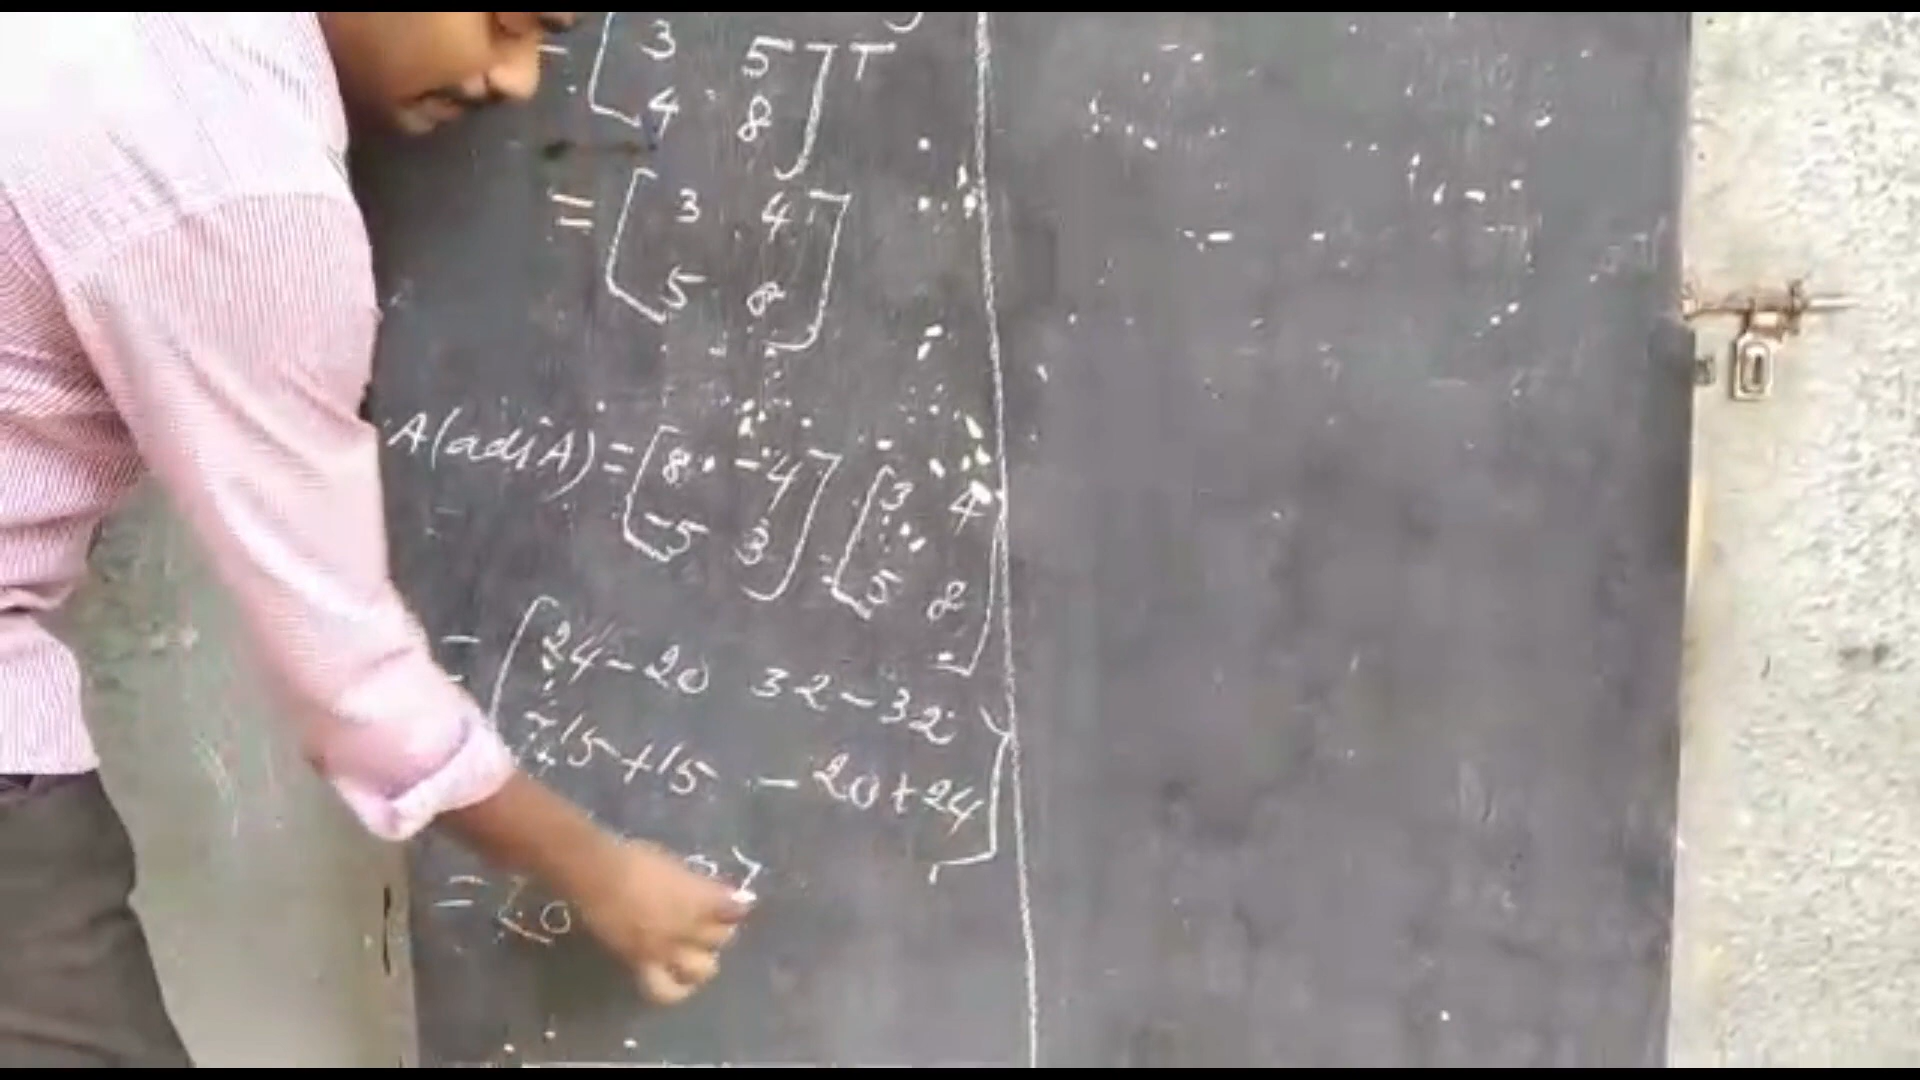 = [3 5
4 8]T
= [3 4
5 8]
A(adjA) = [8 -4
-5 3] [3 4
5 8]
= [24-20 32-32
-15+15 -20+24]
= [
0